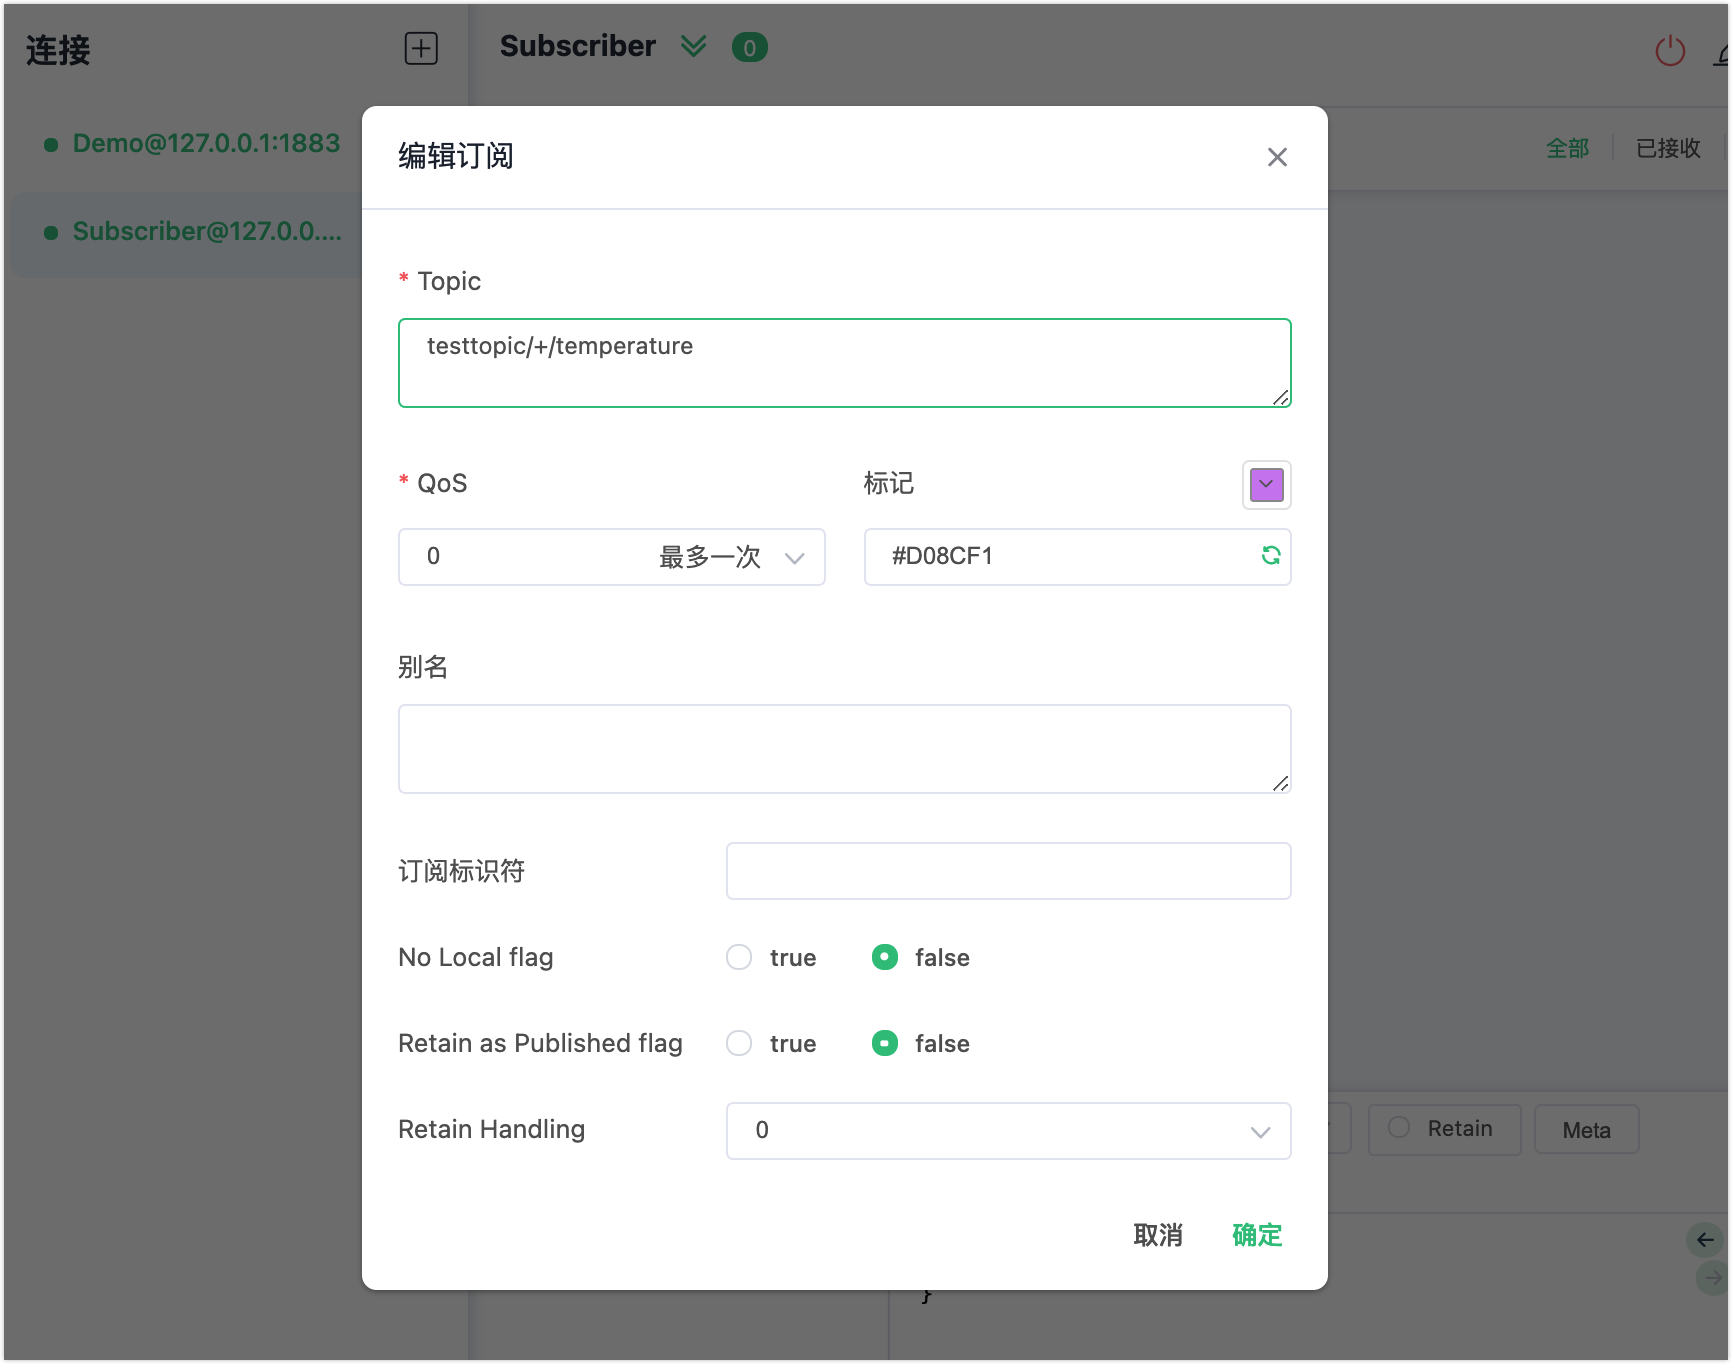 连接
Subscriber
0
Demo@127.0.0.1:1883
Subscriber@127.0.0....
全部
已接收
编辑订阅
* Topic
testtopic/+/temperature
* QoS
标记
0
最多一次
#D08CF1
别名
订阅标识符
No Local flag
true
false
Retain as Published flag
true
false
Retain Handling
0
Retain
Meta
取消
确定
}